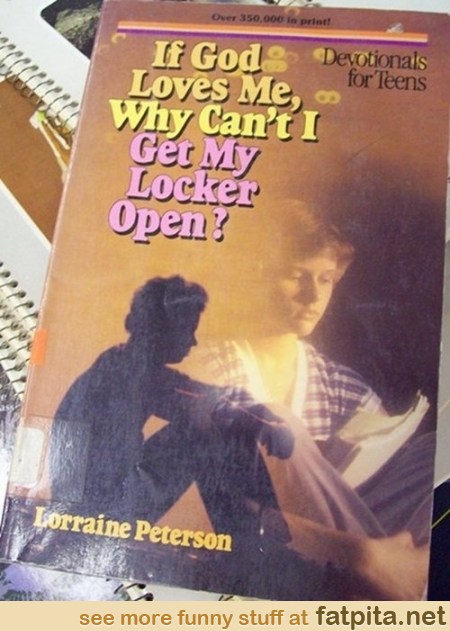 Over 350,000 in print!
If God
Loves Me,
Why Can't I
Get My
Locker
Open?
Devotionals
for Teens
Lorraine Peterson
see more funny stuff at fatpita.net